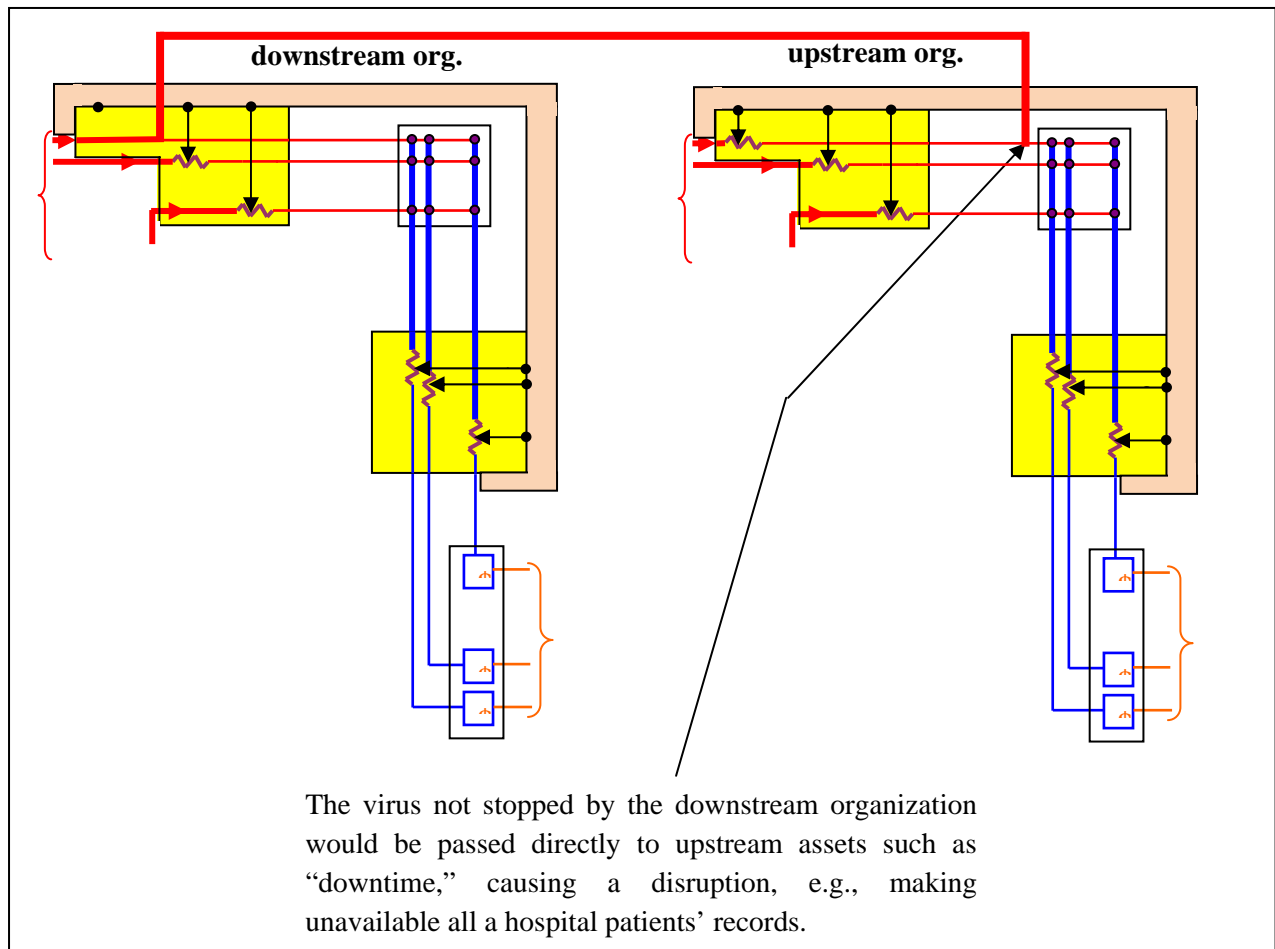 downstream org.
upstream org.
The virus not stopped by the downstream organization
would be passed directly to upstream assets such as
“downtime,” causing a disruption, e.g., making
unavailable all a hospital patients’ records.